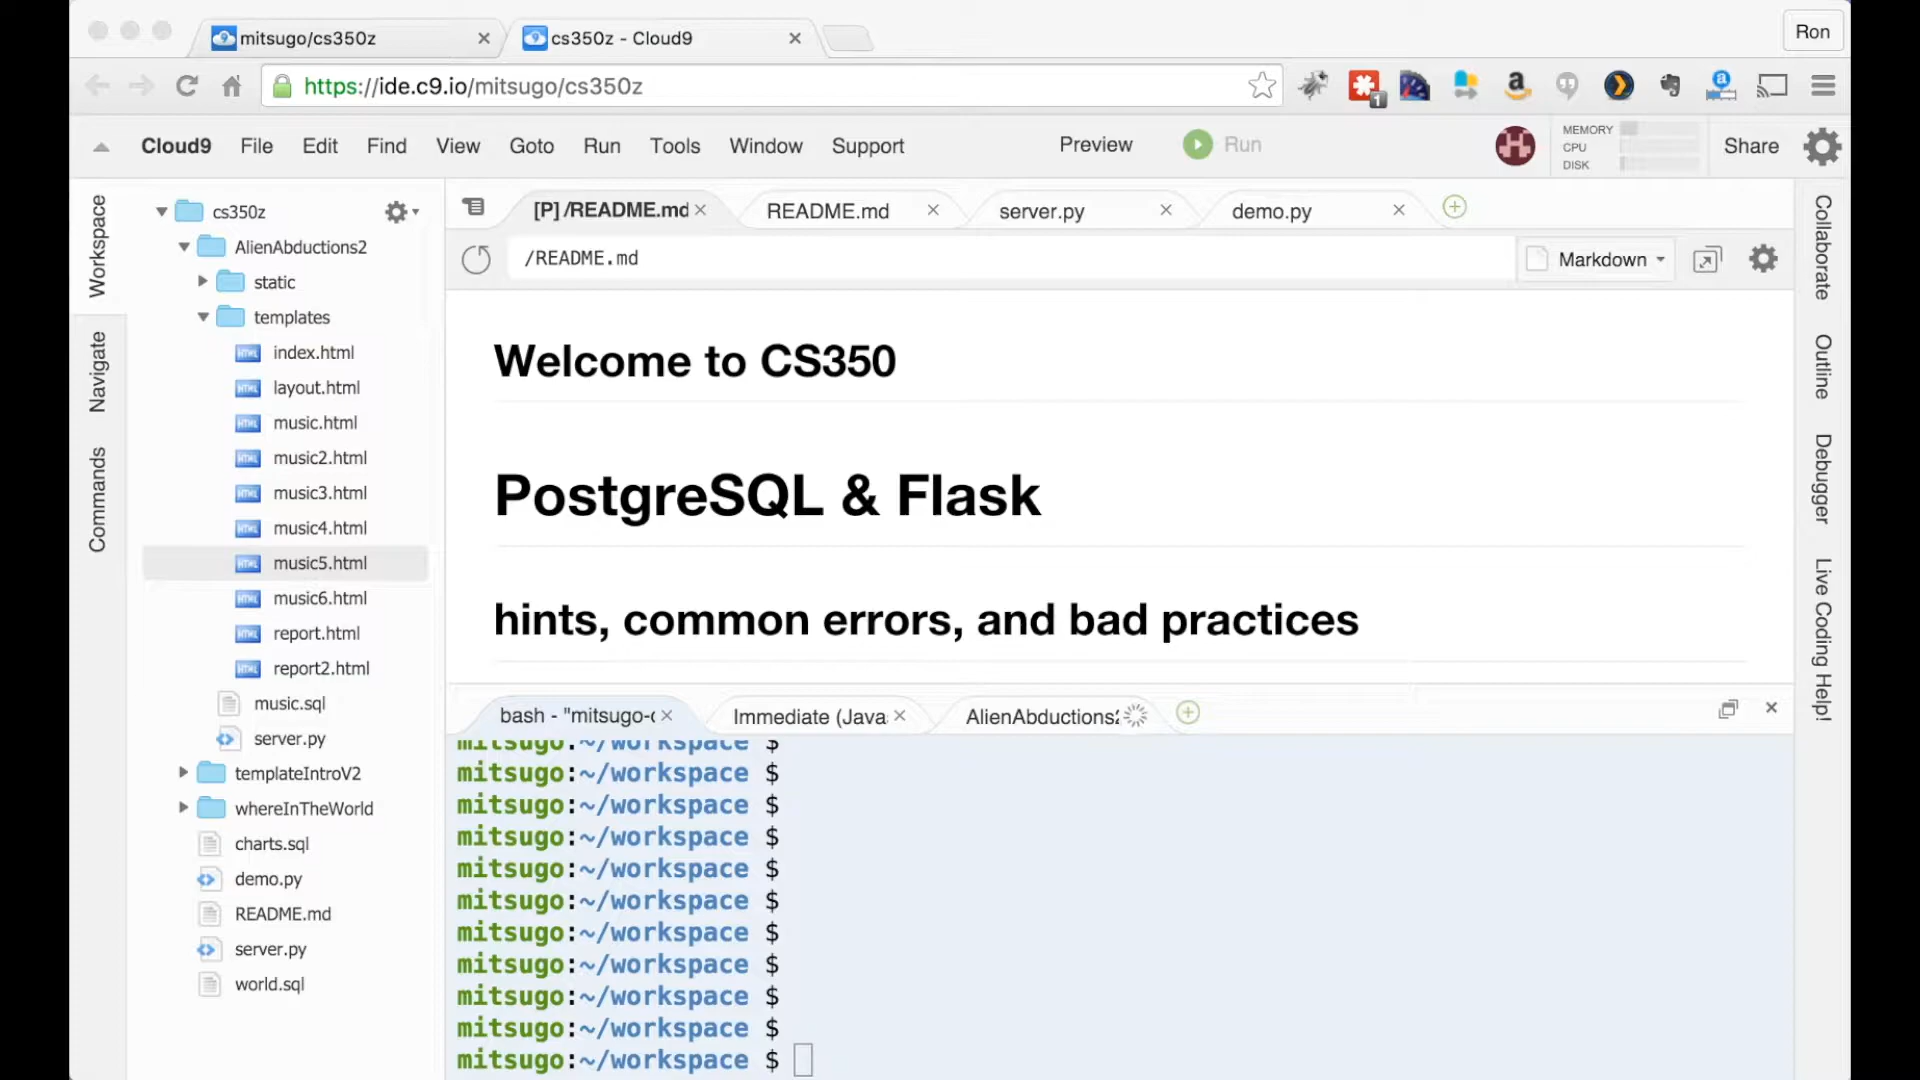 mitsugo/cs350z
cs350z - Cloud9
Ron
https://ide.c9.io/mitsugo/cs350z
1
Cloud9 File Edit Find View Goto Run Tools Window Support Preview Run
MEMORY
CPU
DISK
Share
Workspace
Navigate
Commands
cs350z
AlienAbductions2
static
templates
index.html
layout.html
music.html
music2.html
music3.html
music4.html
music5.html
music6.html
report.html
report2.html
music.sql
server.py
templateIntroV2
whereInTheWorld
charts.sql
demo.py
README.md
server.py
world.sql
[P] /README.md
README.md
server.py
demo.py
/README.md
Markdown
Welcome to CS350
PostgreSQL & Flask
hints, common errors, and bad practices
bash - "mitsugo-c
Immediate (Java
AlienAbductions2
mitsugo:~/workspace $
mitsugo:~/workspace $
mitsugo:~/workspace $
mitsugo:~/workspace $
mitsugo:~/workspace $
mitsugo:~/workspace $
mitsugo:~/workspace $
mitsugo:~/workspace $
mitsugo:~/workspace $
mitsugo:~/workspace $
mitsugo:~/workspace $
Collaborate
Outline
Debugger
Live Coding Help!